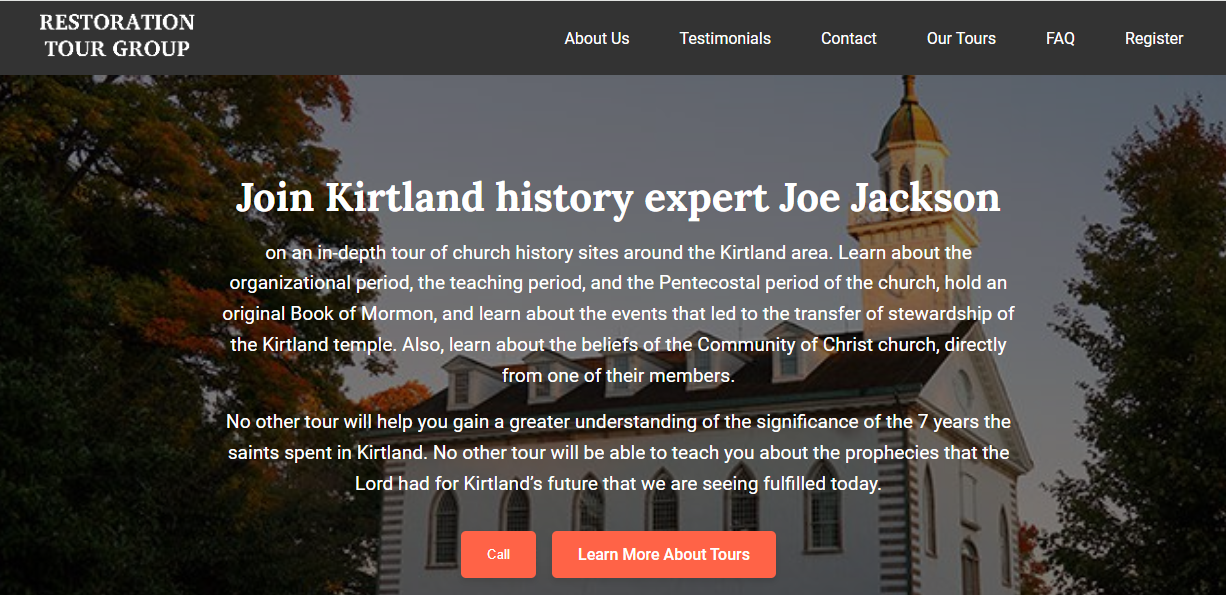 RESTORATION
TOUR GROUP
About Us
Testimonials
Contact
Our Tours
FAQ
Register
Join Kirtland history expert Joe Jackson
on an in-depth tour of church history sites around the Kirtland area. Learn about the
organizational period, the teaching period, and the Pentecostal period of the church, hold an
original Book of Mormon, and learn about the events that led to the transfer of stewardship of
the Kirtland temple. Also, learn about the beliefs of the Community of Christ church, directly
from one of their members.
No other tour will help you gain a greater understanding of the significance of the 7 years the
saints spent in Kirtland. No other tour will be able to teach you about the prophecies that the
Lord had for Kirtland’s future that we are seeing fulfilled today.
Call
Learn More About Tours